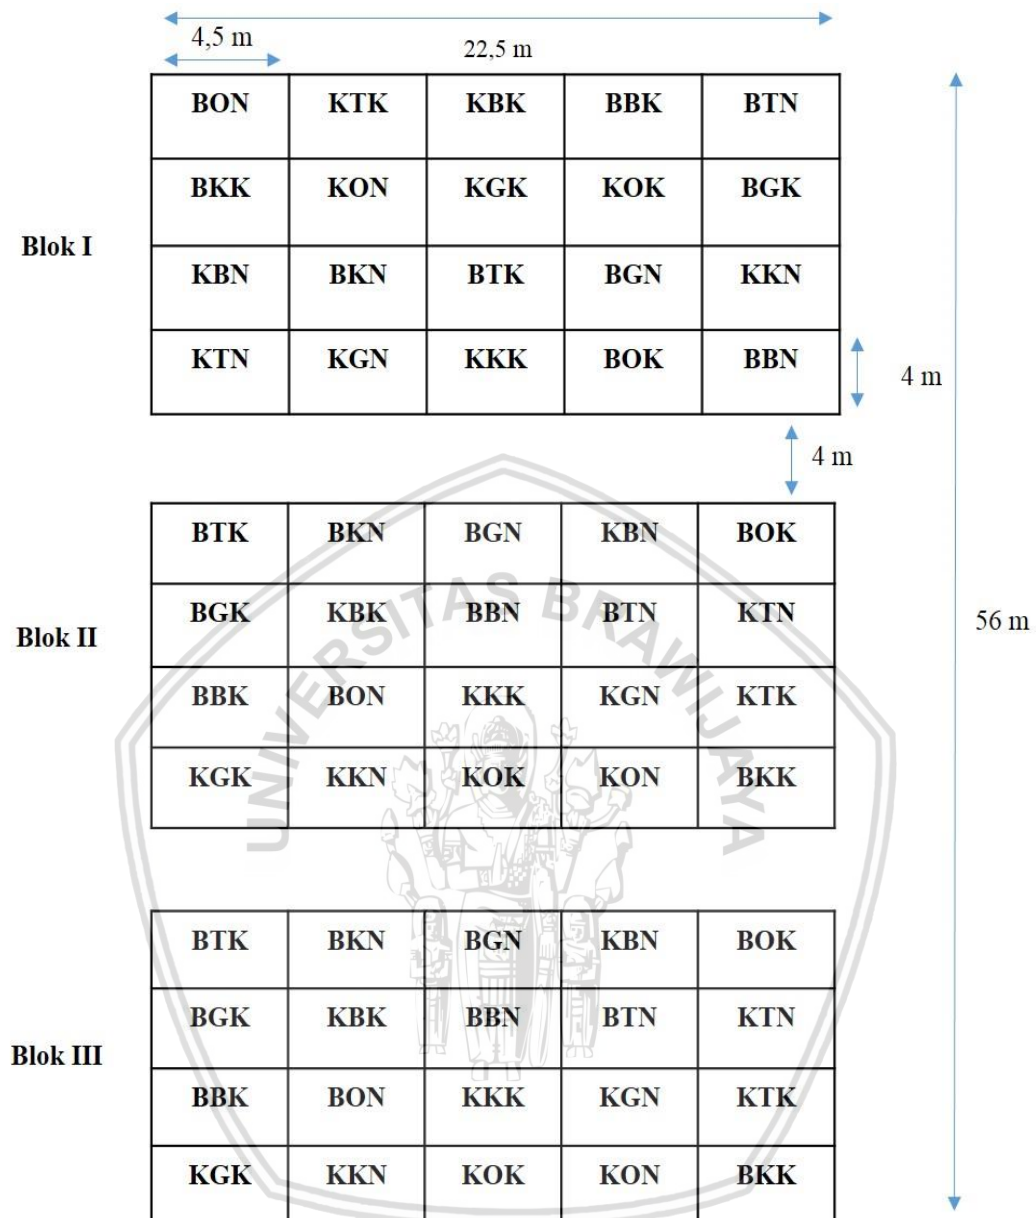 4,5 m
22,5 m
BON KTK KBK BBK BTN
BKK KON KGK KOK BGK
Blok I
KBN BKN BTK BGN KKN
KTN KGN KKK BOK BBN
4 m
4 m
BTK BKN BGN KBN BOK
BGK KBK BBN BTN KTN
Blok II
56 m
BBK BON KKK KGN KTK
KGK KKN KOK KON BKK
UNIVERSITAS BRAWIJAYA
BTK BKN BGN KBN BOK
BGK KBK BBN BTN KTN
Blok III
BBK BON KKK KGN KTK
KGK KKN KOK KON BKK